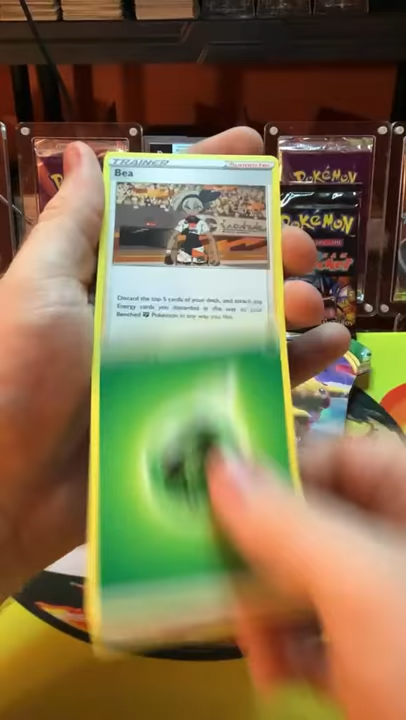 TRAINER
Bea
Discard the top 5 cards of your deck, and attach any
Energy cards you discarded in this way to your
Benched Pokémon in any way you like.
POKÉMON
POKÉMON